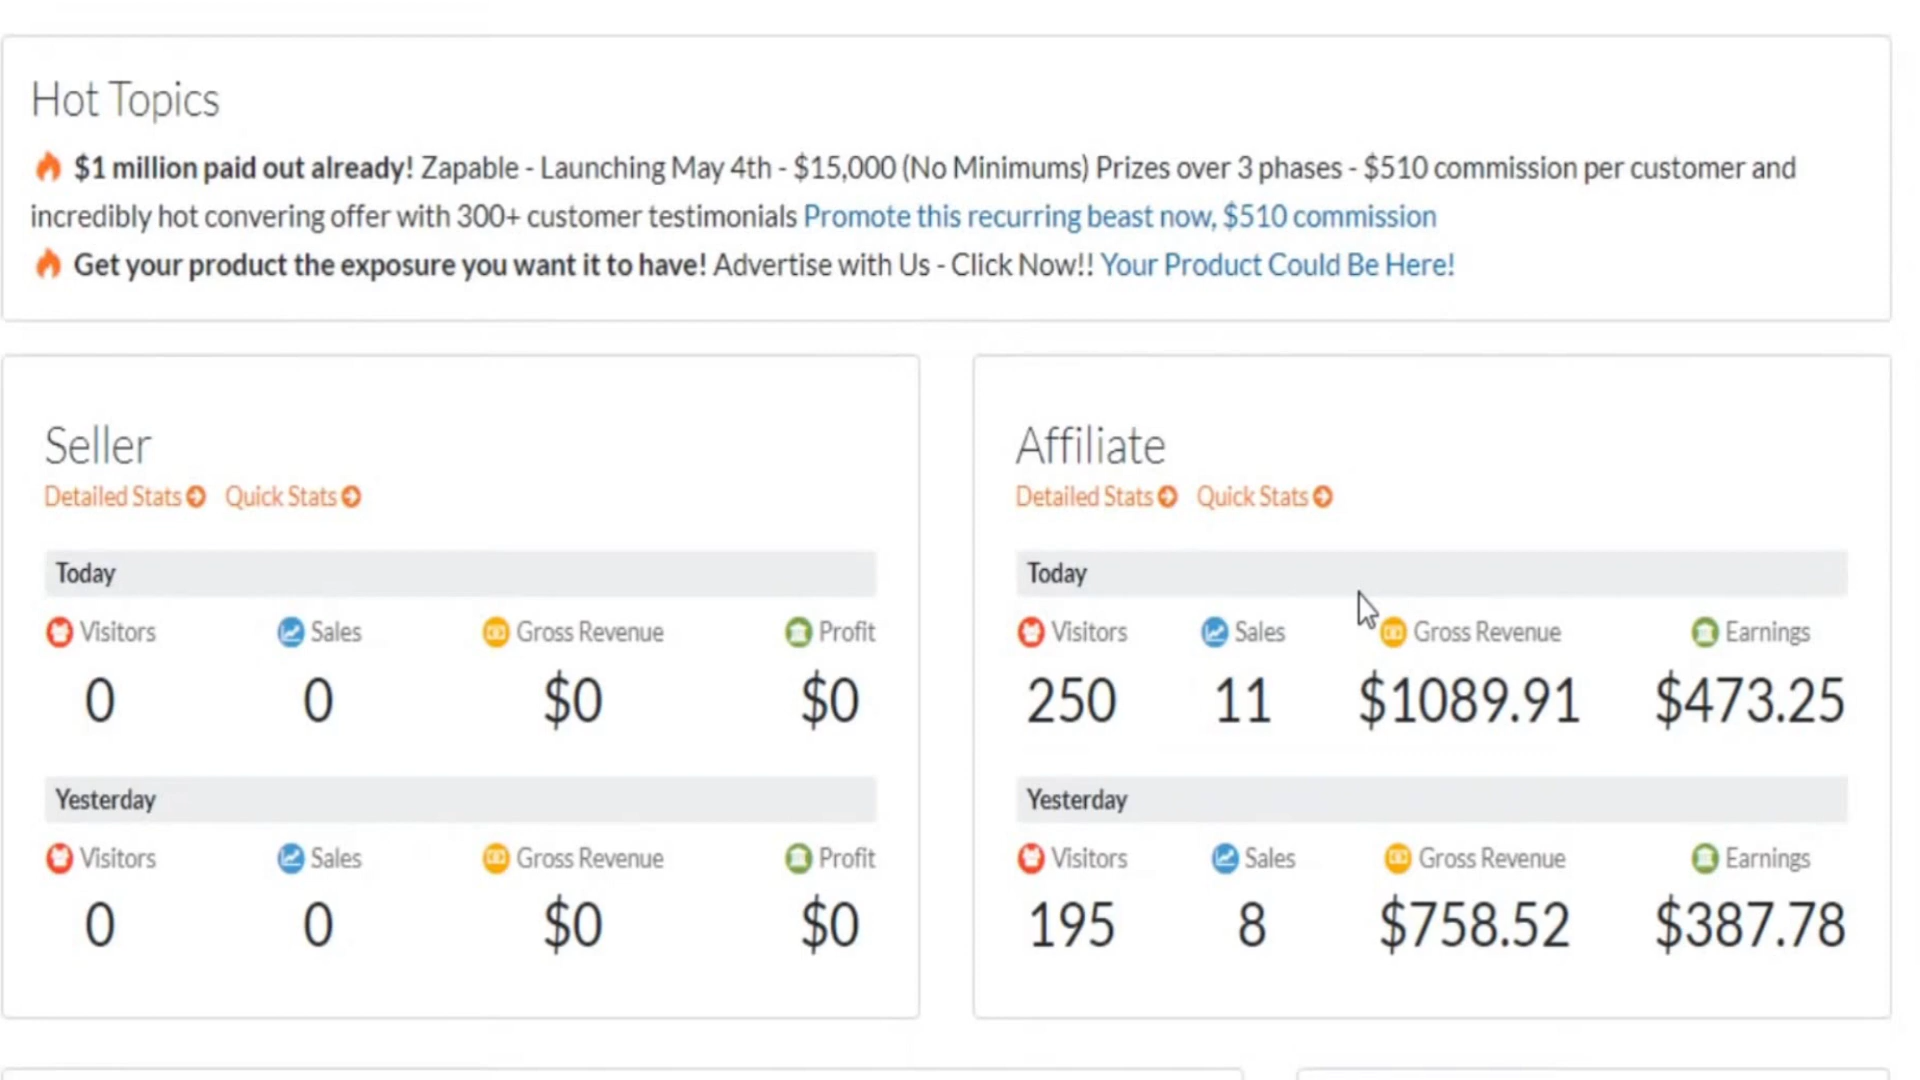 Hot Topics
$1 million paid out already! Zapable - Launching May 4th - $15,000 (No Minimums) Prizes over 3 phases - $510 commission per customer and
incredibly hot convering offer with 300+ customer testimonials Promote this recurring beast now, $510 commission
Get your product the exposure you want it to have! Advertise with Us - Click Now!! Your Product Could Be Here!
Seller
Detailed Stats Quick Stats
Today
Visitors Sales Gross Revenue Profit
0 0 $0 $0
Yesterday
Visitors Sales Gross Revenue Profit
0 0 $0 $0
Affiliate
Detailed Stats Quick Stats
Today
Visitors Sales Gross Revenue Earnings
250 11 $1089.91 $473.25
Yesterday
Visitors Sales Gross Revenue Earnings
195 8 $758.52 $387.78